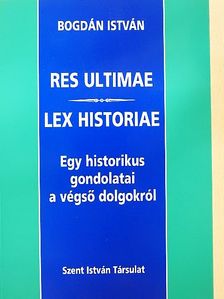 BOGDÁN ISTVÁN
RES ULTIMAE
LEX HISTORIAE
Egy historikus
gondolatai
a végső dolgokról
Szent István Társulat